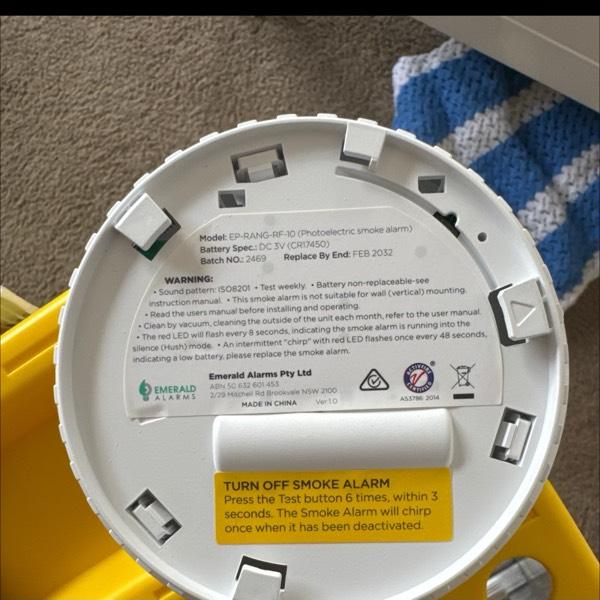 Model: EP-RANG-RF-10 (Photoelectric smoke alarm)
Battery Spec.: DC 3V (CR17450)
Batch NO.: 2469 Replace By End: FEB 2032
WARNING:
• Sound pattern: ISO8201 • Test weekly. • Battery non-replaceable-see
instruction manual. • This smoke alarm is not suitable for wall (vertical) mounting.
• Read the users manual before installing and operating.
• Clean by vacuum, cleaning the outside of the unit each month, refer to the user manual.
• The red LED will flash every 8 seconds, indicating the smoke alarm is running into the
silence (Hush) mode. • An intermittent "chirp" with red LED flashes once every 48 seconds,
indicating a low battery, please replace the smoke alarm.
EMERALD
ALARMS
Emerald Alarms Pty Ltd
ABN 50 632 601 453
2/29 Mitchell Rd Brookvale NSW 2100
MADE IN CHINA Ver1.0
ACTIVFIRE
CERTIFIED
AS3786: 2014
TURN OFF SMOKE ALARM
Press the Test button 6 times, within 3
seconds. The Smoke Alarm will chirp
once when it has been deactivated.